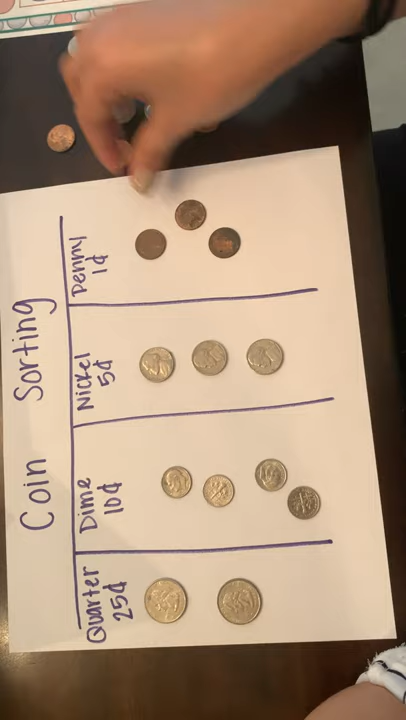 Coin Sorting
Quarter
25¢
Dime
10¢
Nickel
5¢
Penny
1¢